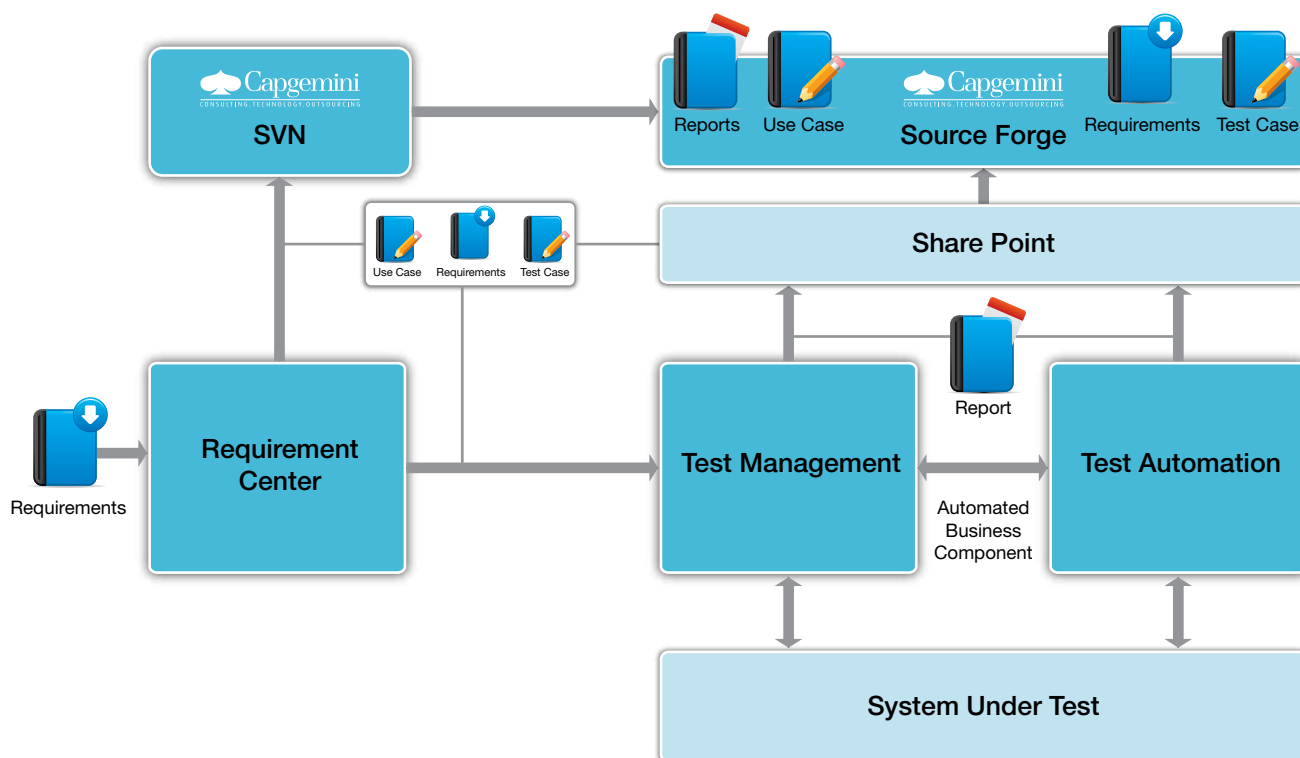 Capgemini
CONSULTING.TECHNOLOGY.OUTSOURCING
SVN
Capgemini
CONSULTING.TECHNOLOGY.OUTSOURCING
Reports
Use Case
Source Forge
Requirements
Test Case
Use Case
Requirements
Test Case
Share Point
Report
Requirements
Requirement
Center
Test Management
Automated
Business
Component
Test Automation
System Under Test